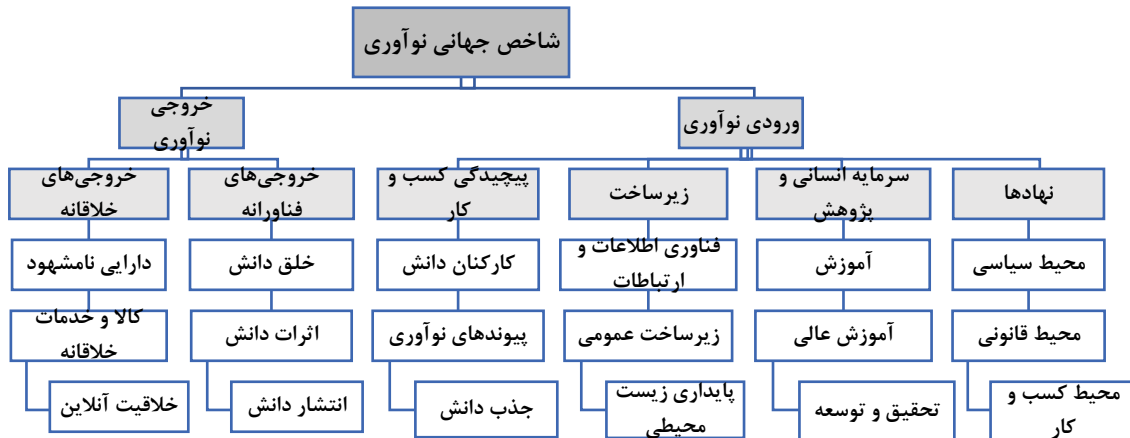 شاخص جهانی نوآوری
ورودی نوآوری
خروجی
نوآوری
نهادها
سرمایه انسانی و
پژوهش
زیرساخت
پیچیدگی کسب و
کار
خروجی‌های
فناورانه
خروجی‌های
خلاقانه
محیط سیاسی
آموزش
فناوری اطلاعات و
ارتباطات
کارکنان دانش
خلق دانش
دارایی نامشهود
محیط قانونی
آموزش عالی
زیرساخت عمومی
پیوندهای نوآوری
اثرات دانش
کالا و خدمات
خلاقانه
محیط کسب و
کار
تحقیق و توسعه
پایداری زیست
محیطی
جذب دانش
انتشار دانش
خلاقیت آنلاین